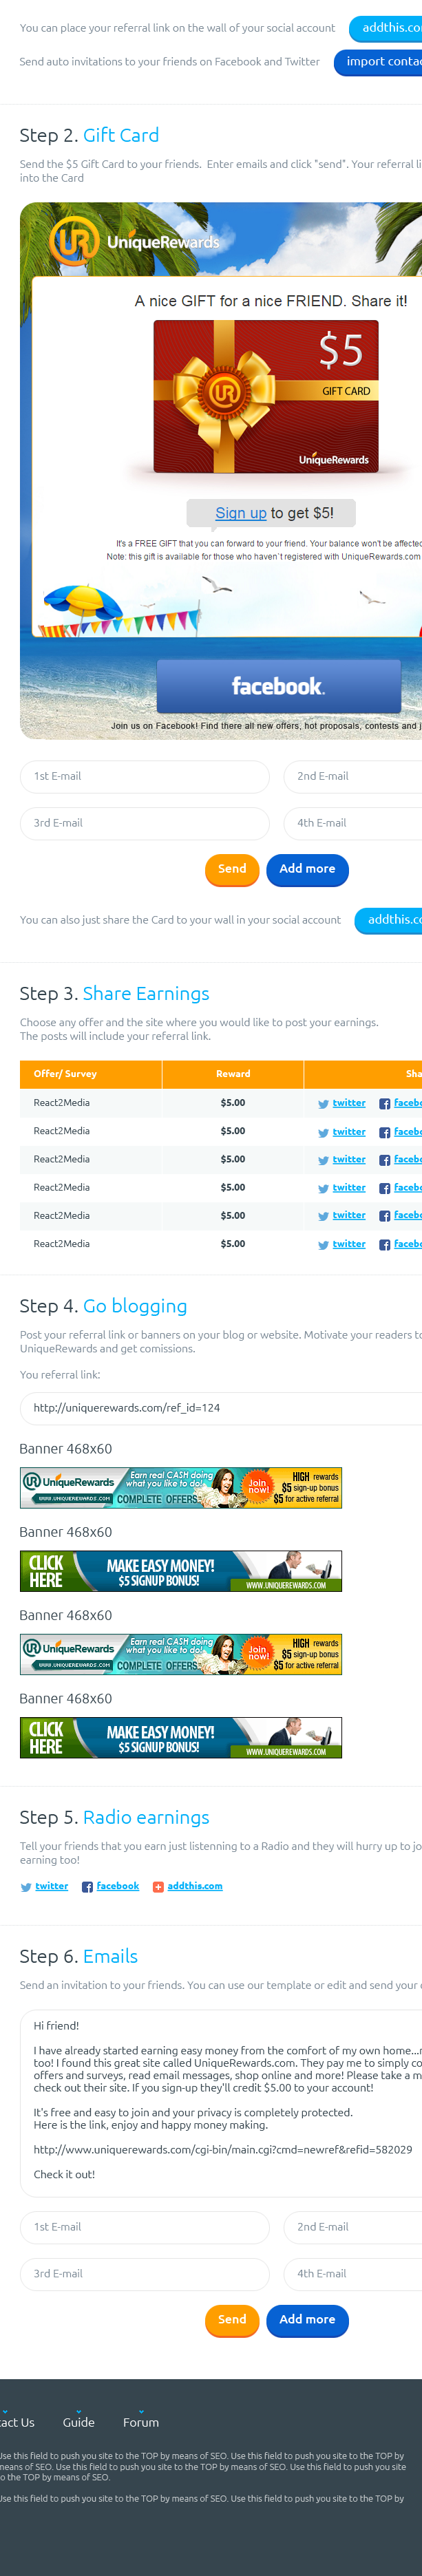 You can place your referral link on the wall of your social account
Send auto invitations to your friends on Facebook and Twitter
import
Step 2. Gift Card
Send the $5 Gift Card to your friends.  Enter emails and click "send". Your referral
into the Card
UR UniqueRewards
A nice GIFT for a nice FRIEND. Share it!
$5
UR
GIFT CARD
UniqueRewards
Sign up to get $5!
It's a FREE GIFT that you can forward to your friend. Your balance won't be affected
Note: this gift is available for those who haven`t registered with UniqueRewards.com
facebook
Join us on Facebook! Find there all new offers, hot proposals, contests and
1st E-mail 2nd E-mail
3rd E-mail 4th E-mail
Send Add more
You can also just share the Card to your wall in your social account
Step 3. Share Earnings
Choose any offer and the site where you would like to post your earnings.
The posts will include your referral link.
Offer/ Survey Reward
React2Media $5.00 twitter
React2Media $5.00 twitter
React2Media $5.00 twitter
React2Media $5.00 twitter
React2Media $5.00 twitter
React2Media $5.00 twitter
Step 4. Go blogging
Post your referral link or banners on your blog or website. Motivate your readers
UniqueRewards and get comissions.
You referral link:
http://uniquerewards.com/ref_id=124
Banner 468x60
UR UniqueRewards Earn real CASH doing what you like to do! Join now! HIGH rewards
$5 sign-up bonus
WWW.UNIQUEREWARDS.COM COMPLETE OFFERS $5 for active referral
Banner 468x60
CLICK HERE MAKE EASY MONEY!
$5 SIGNUP BONUS! WWW.UNIQUEREWARDS.COM
Banner 468x60
UR UniqueRewards Earn real CASH doing what you like to do! Join now! HIGH rewards
$5 sign-up bonus
WWW.UNIQUEREWARDS.COM COMPLETE OFFERS $5 for active referral
Banner 468x60
CLICK HERE MAKE EASY MONEY!
$5 SIGNUP BONUS! WWW.UNIQUEREWARDS.COM
Step 5. Radio earnings
Tell your friends that you earn just listenning to a Radio and they will hurry up to
earning too!
twitter facebook addthis.com
Step 6. Emails
Send an invitation to your friends. You can use our template or edit and send your
Hi friend!
I have already started earning easy money from the comfort of my own home...
too! I found this great site called UniqueRewards.com. They pay me to simply
offers and surveys, read email messages, shop online and more! Please take a
check out their site. If you sign-up they'll credit $5.00 to your account!
It's free and easy to join and your privacy is completely protected.
Here is the link, enjoy and happy money making.
http://www.uniquerewards.com/cgi-bin/main.cgi?cmd=newref&refid=582029
Check it out!
1st E-mail 2nd E-mail
3rd E-mail 4th E-mail
Send Add more
act Us Guide Forum
Use this field to push you site to the TOP by means of SEO. Use this field to push you site to the TOP by
means of SEO. Use this field to push you site to the TOP by means of SEO. Use this field to push you site
to the TOP by means of SEO.
Use this field to push you site to the TOP by means of SEO. Use this field to push you site to the TOP by